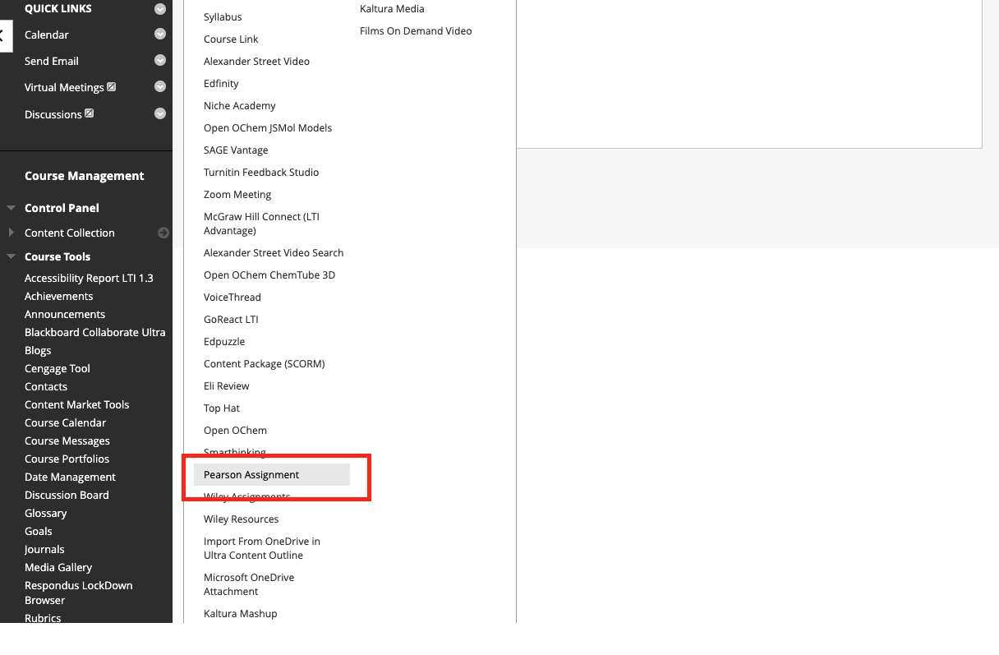 QUICK LINKS
Calendar
Send Email
Virtual Meetings
Discussions
Course Management
Control Panel
Content Collection
Course Tools
Accessibility Report LTI 1.3
Achievements
Announcements
Blackboard Collaborate Ultra
Blogs
Cengage Tool
Contacts
Content Market Tools
Course Calendar
Course Messages
Course Portfolios
Date Management
Discussion Board
Glossary
Goals
Journals
Media Gallery
Respondus LockDown
Browser
Rubrics
Syllabus
Course Link
Alexander Street Video
Edfinity
Niche Academy
Open OChem JSMol Models
SAGE Vantage
Turnitin Feedback Studio
Zoom Meeting
McGraw Hill Connect (LTI
Advantage)
Alexander Street Video Search
Open OChem ChemTube 3D
VoiceThread
GoReact LTI
Edpuzzle
Content Package (SCORM)
Eli Review
Top Hat
Open OChem
Smarthinking
Pearson Assignment
Wiley Assignments
Wiley Resources
Import From OneDrive in
Ultra Content Outline
Microsoft OneDrive
Attachment
Kaltura Mashup
Kaltura Media
Films On Demand Video